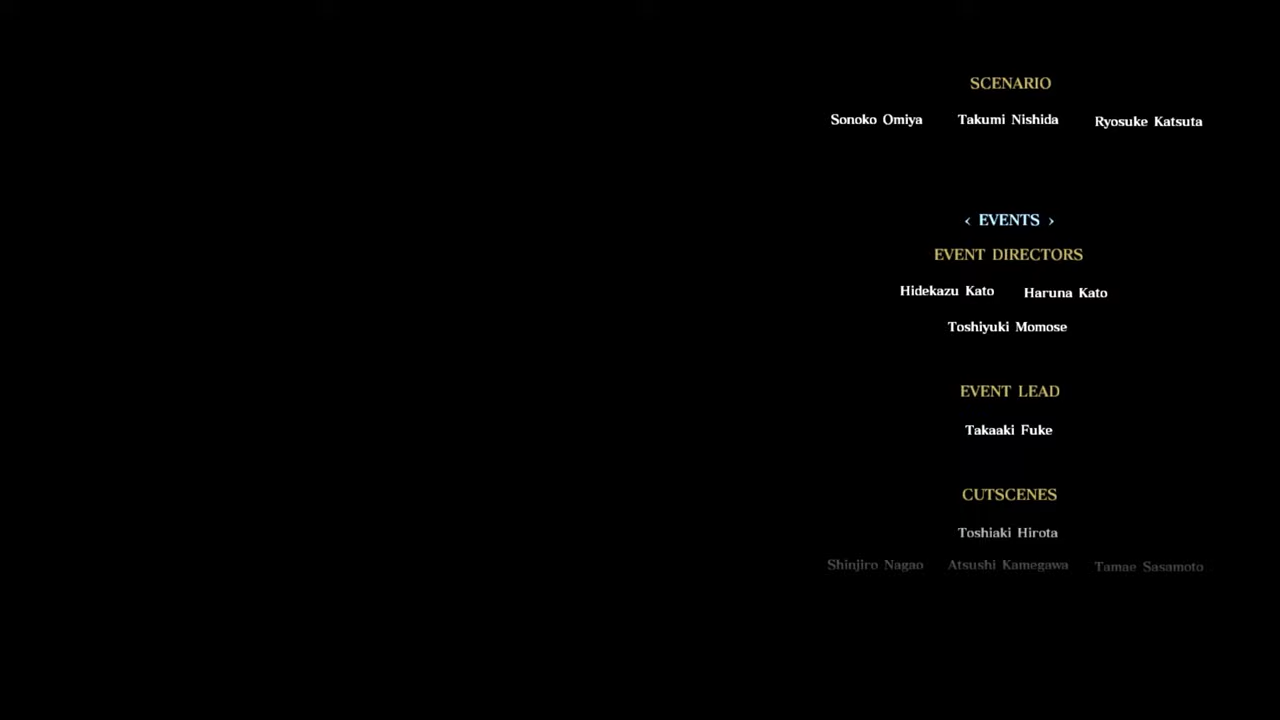 SCENARIO
Sonoko Omiya Takumi Nishida Ryosuke Katsuta
‹ EVENTS ›
EVENT DIRECTORS
Hidekazu Kato Haruna Kato
Toshiyuki Momose
EVENT LEAD
Takaaki Fuke
CUTSCENES
Toshiaki Hirota
Shinjiro Nagao Atsushi Kamegawa Tamae Sasamoto